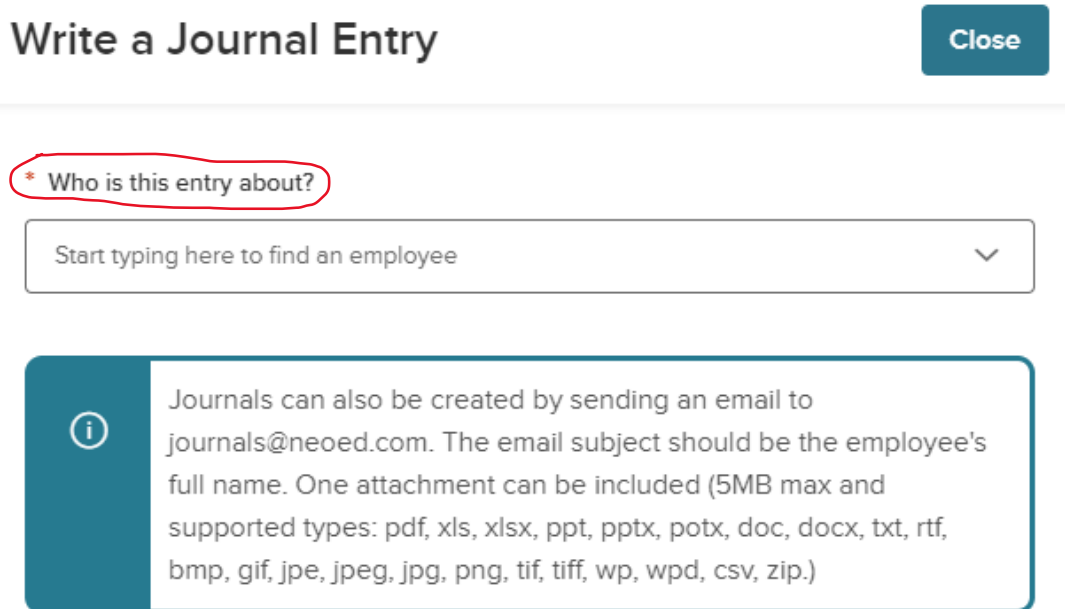 Write a Journal Entry
Close
* Who is this entry about?
Start typing here to find an employee
Journals can also be created by sending an email to
journals@neoed.com. The email subject should be the employee's
full name. One attachment can be included (5MB max and
supported types: pdf, xls, xlsx, ppt, pptx, potx, doc, docx, txt, rtf,
bmp, gif, jpe, jpeg, jpg, png, tif, tiff, wp, wpd, csv, zip.)